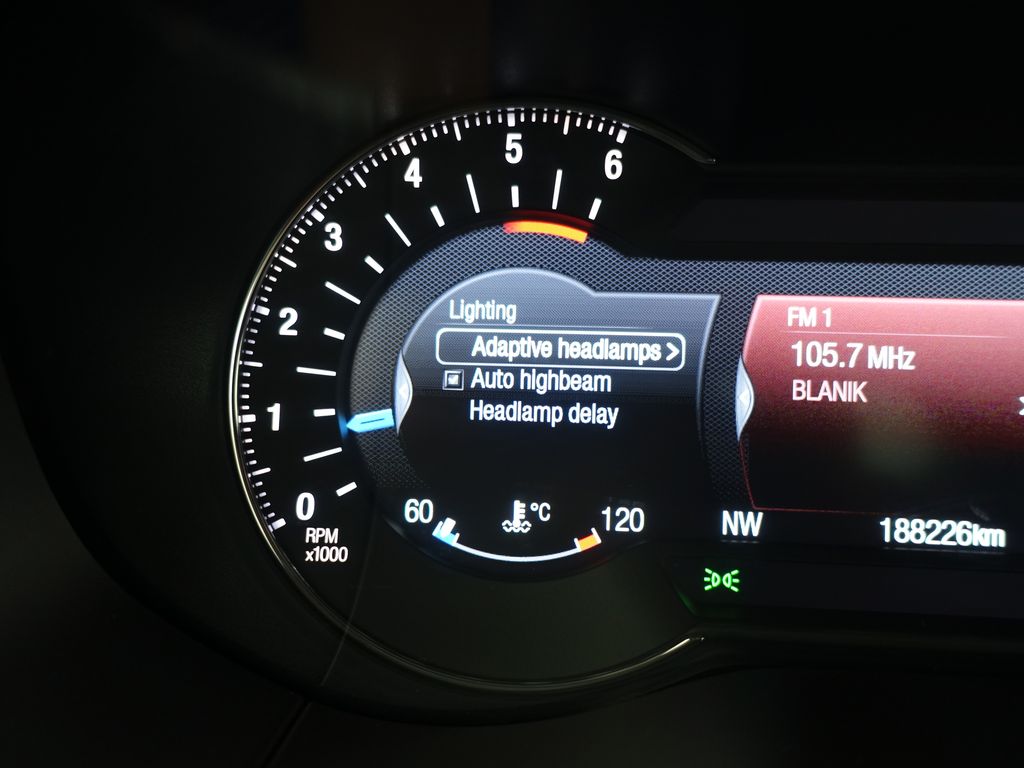 6
5
4
3
2
1
0
RPM
x1000
Lighting
Adaptive headlamps >
Auto highbeam
Headlamp delay
60 °C 120
FM 1
105.7 MHz
BLANIK
NW 188226km